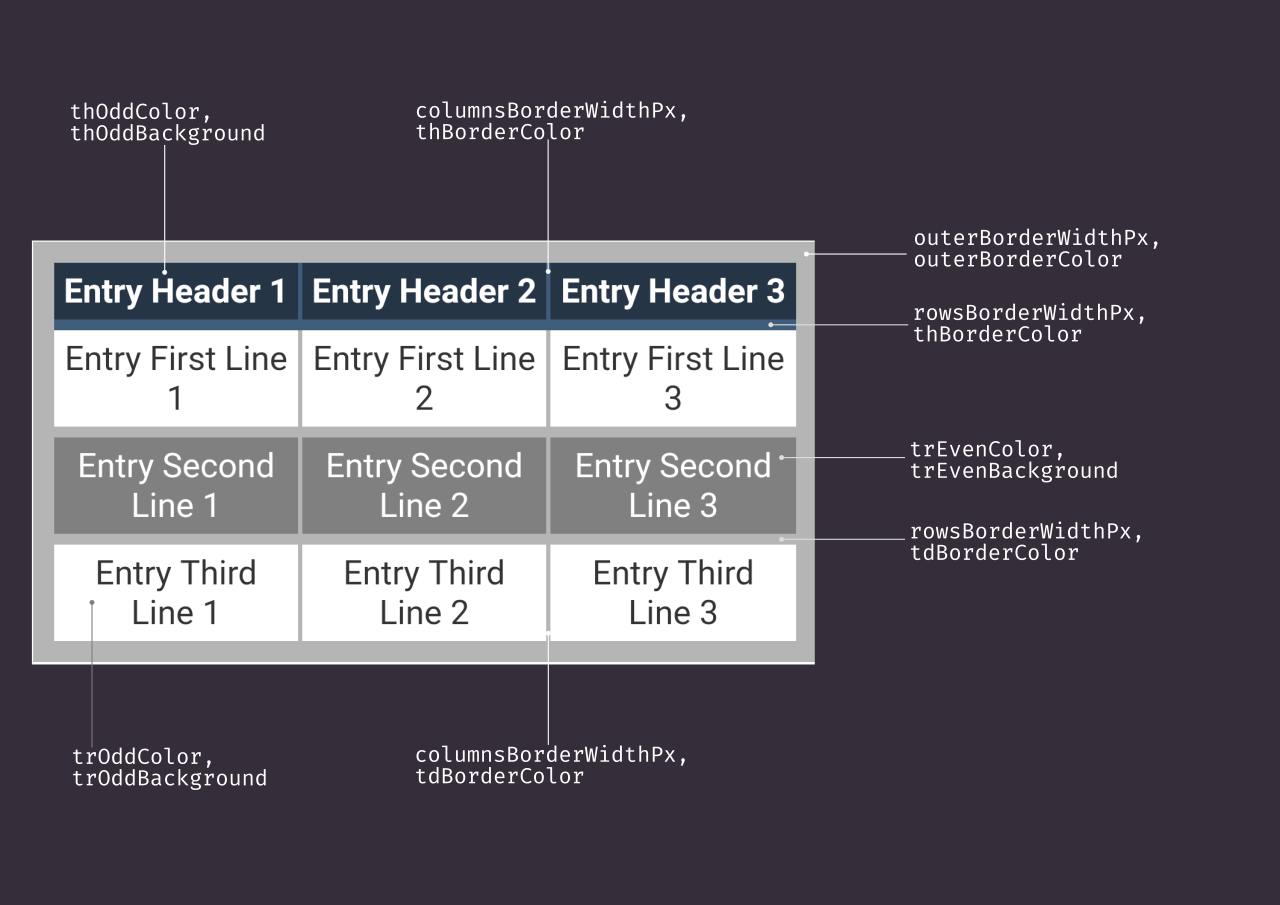 thOddColor,
thOddBackground
columnsBorderWidthPx,
thBorderColor
outerBorderWidthPx,
outerBorderColor
rowsBorderWidthPx,
thBorderColor
Entry Header 1 Entry Header 2 Entry Header 3
Entry First Line
1
Entry First Line
2
Entry First Line
3
Entry Second
Line 1
Entry Second
Line 2
Entry Second
Line 3
Entry Third
Line 1
Entry Third
Line 2
Entry Third
Line 3
trEvenColor,
trEvenBackground
rowsBorderWidthPx,
tdBorderColor
trOddColor,
trOddBackground
columnsBorderWidthPx,
tdBorderColor